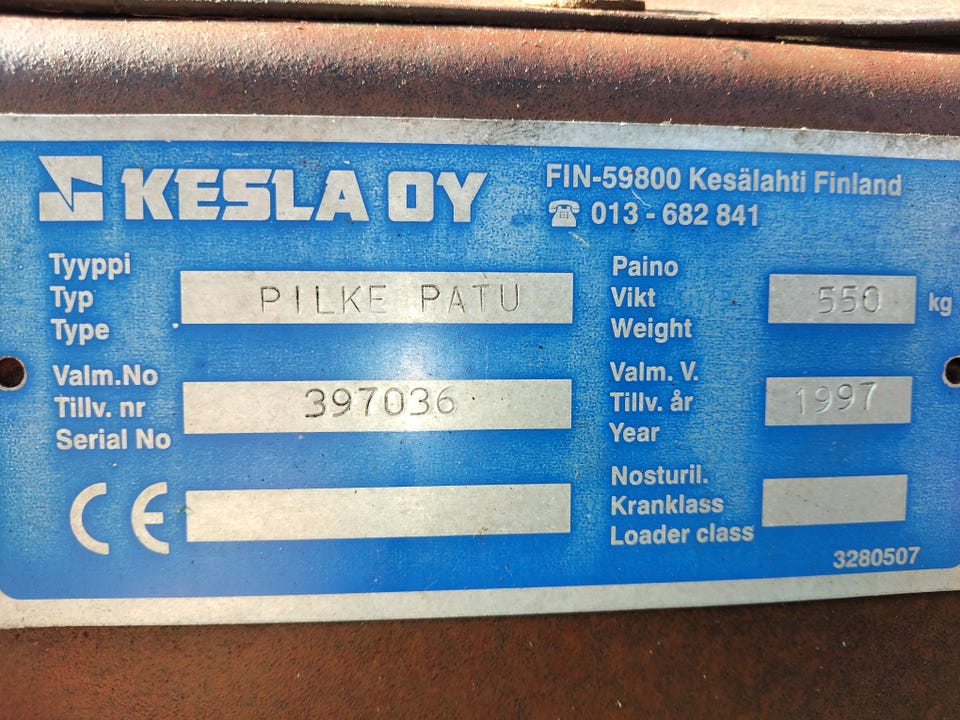 KESLA OY
FIN-59800 Kesälahti Finland
013 - 682 841
Tyyppi
Typ
Type
PILKE PATU
Paino
Vikt
Weight
550 kg
Valm.No
Tillv. nr
Serial No
397036
Valm. V.
Tillv. år
Year
1997
CE
Nosturil.
Kranklass
Loader class
3280507